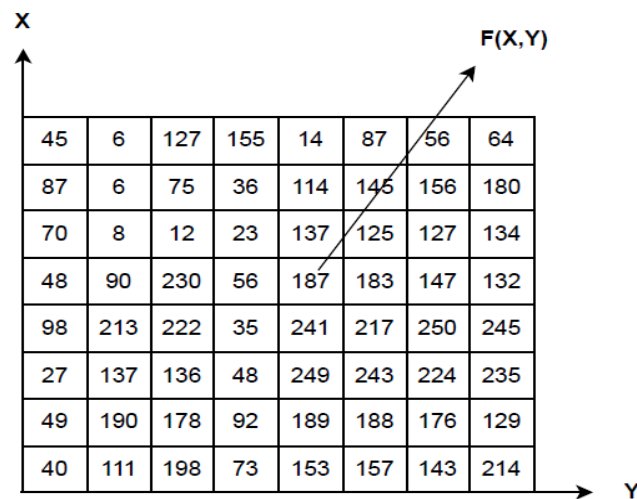 X
F(X,Y)
45 6 127 155 14 87 56 64
87 6 75 36 114 145 156 180
70 8 12 23 137 125 127 134
48 90 230 56 187 183 147 132
98 213 222 35 241 217 250 245
27 137 136 48 249 243 224 235
49 190 178 92 189 188 176 129
40 111 198 73 153 157 143 214
Y